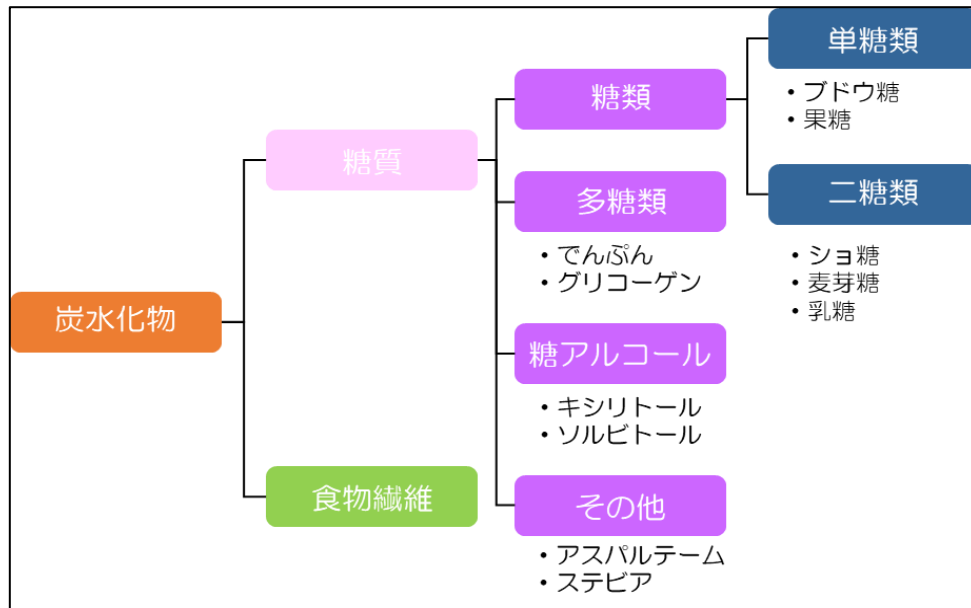 炭水化物
糖質
食物繊維
糖類
多糖類
・でんぷん
・グリコーゲン
糖アルコール
・キシリトール
・ソルビトール
その他
・アスパルテーム
・ステビア
単糖類
・ブドウ糖
・果糖
二糖類
・ショ糖
・麦芽糖
・乳糖